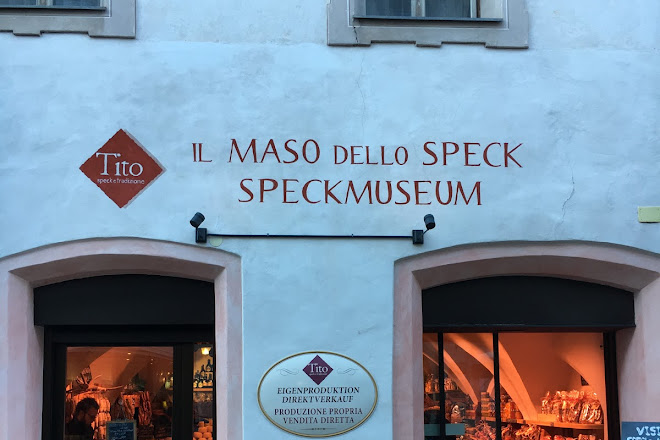 IL MASO DELLO SPECK
SPECKMUSEUM
Tito
speck e Tradizione
Tito
EIGENPRODUKTION
DIREKTVERKAUF
PRODUZIONE PROPRIA
VENDITA DIRETTA